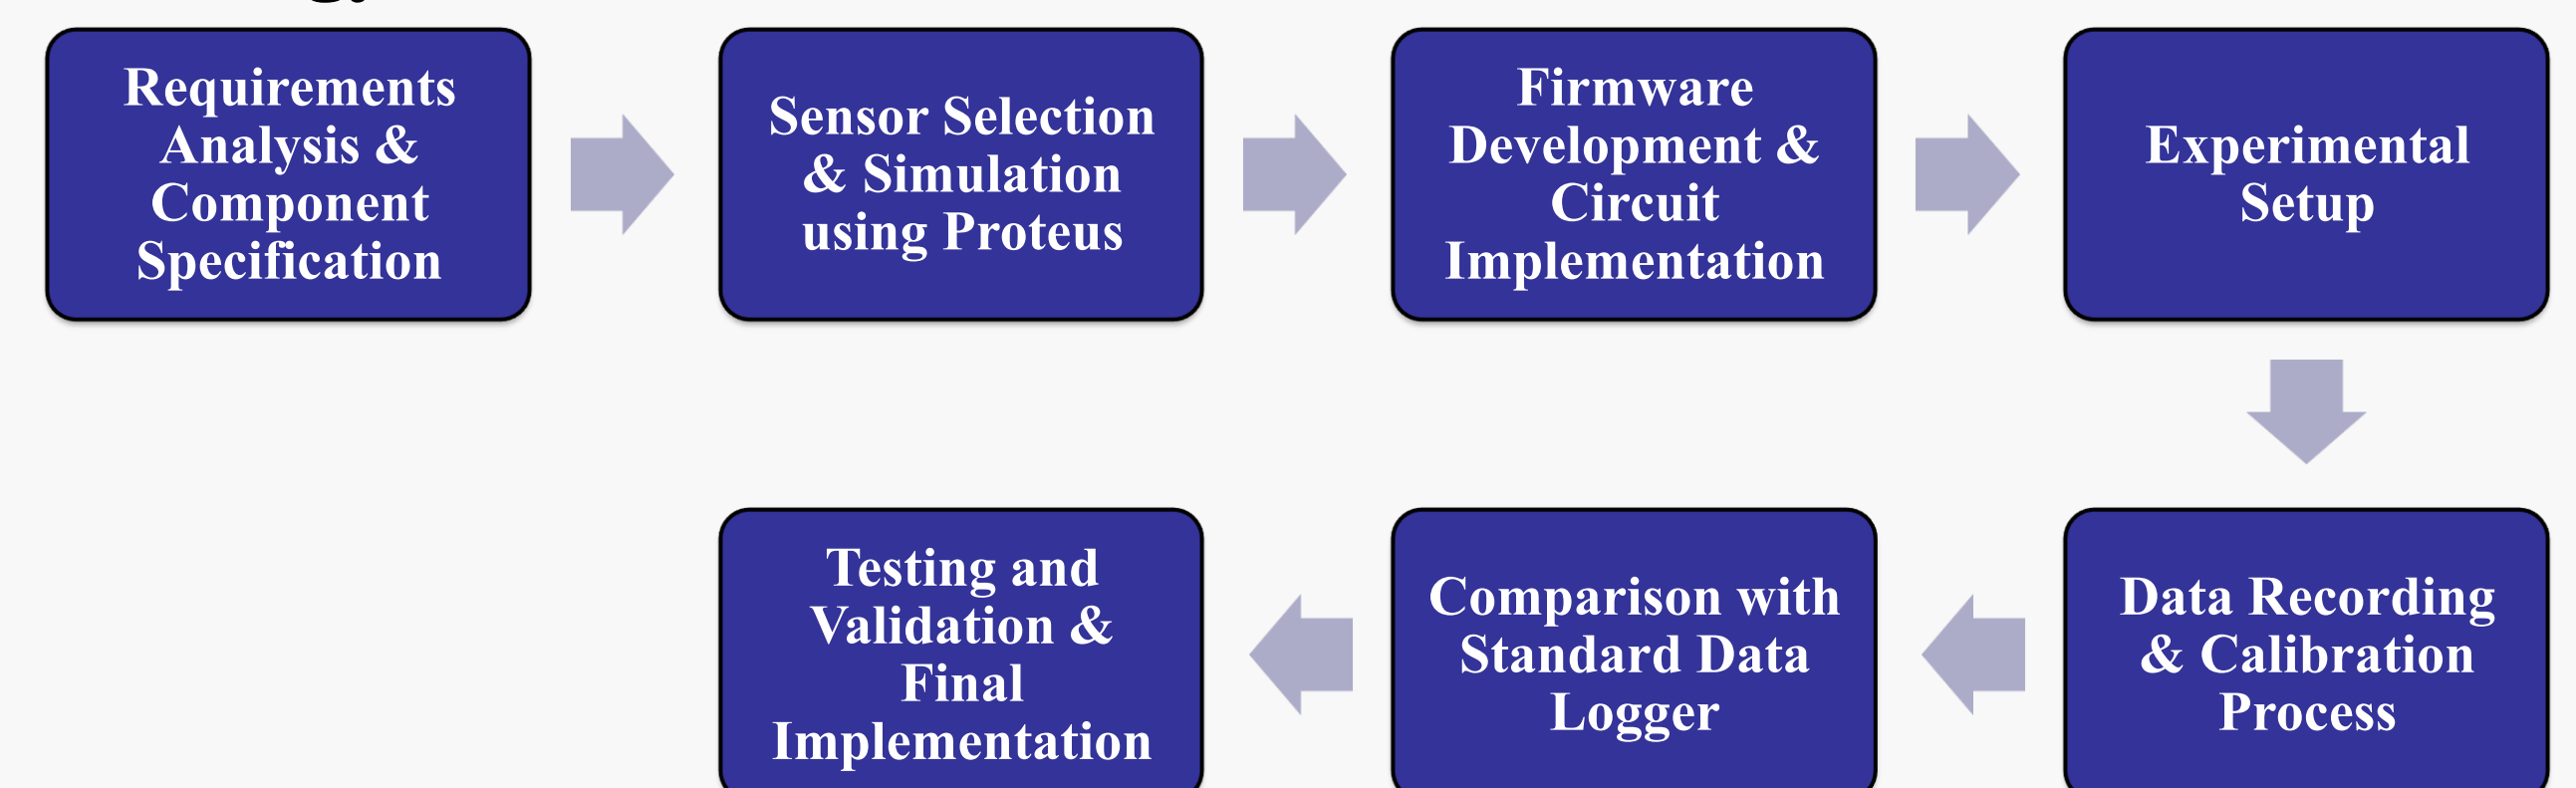 Requirements
Analysis &
Component
Specification
Sensor Selection
& Simulation
using Proteus
Firmware
Development &
Circuit
Implementation
Experimental
Setup
Data Recording
& Calibration
Process
Comparison with
Standard Data
Logger
Testing and
Validation &
Final
Implementation